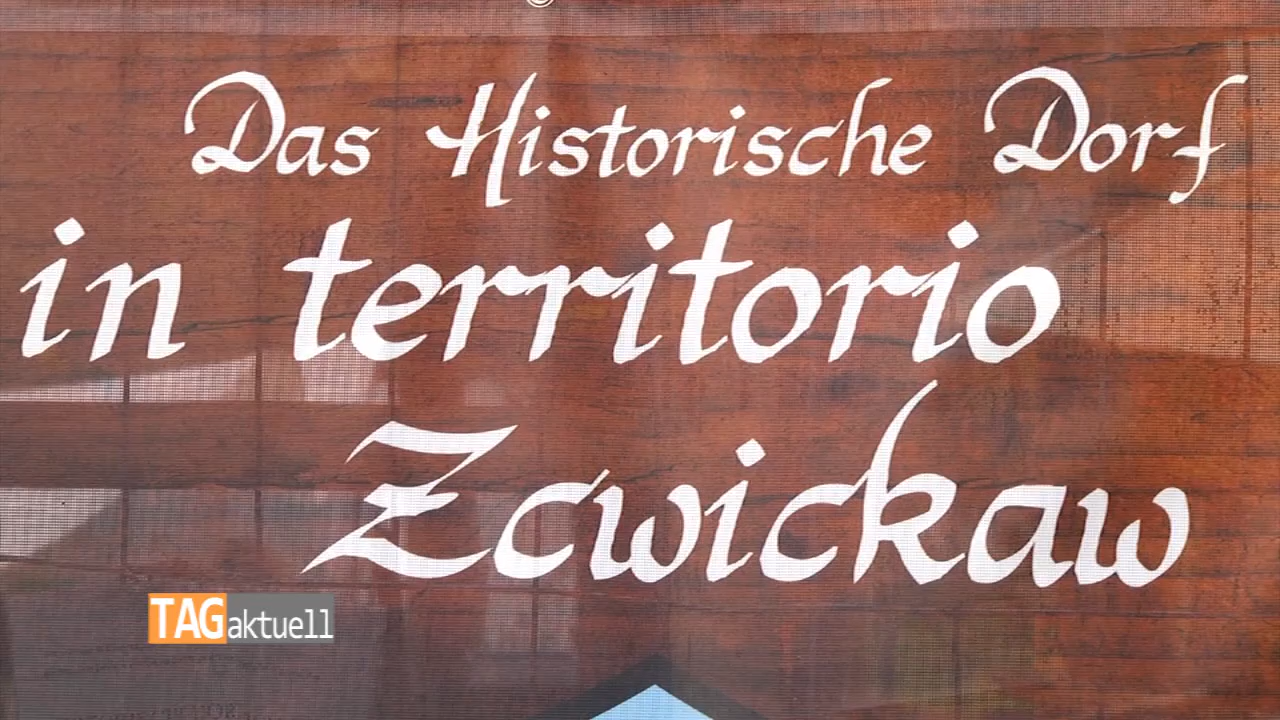 Das Historische Dorf
in territorio
Zcwickaw
TAGaktuell